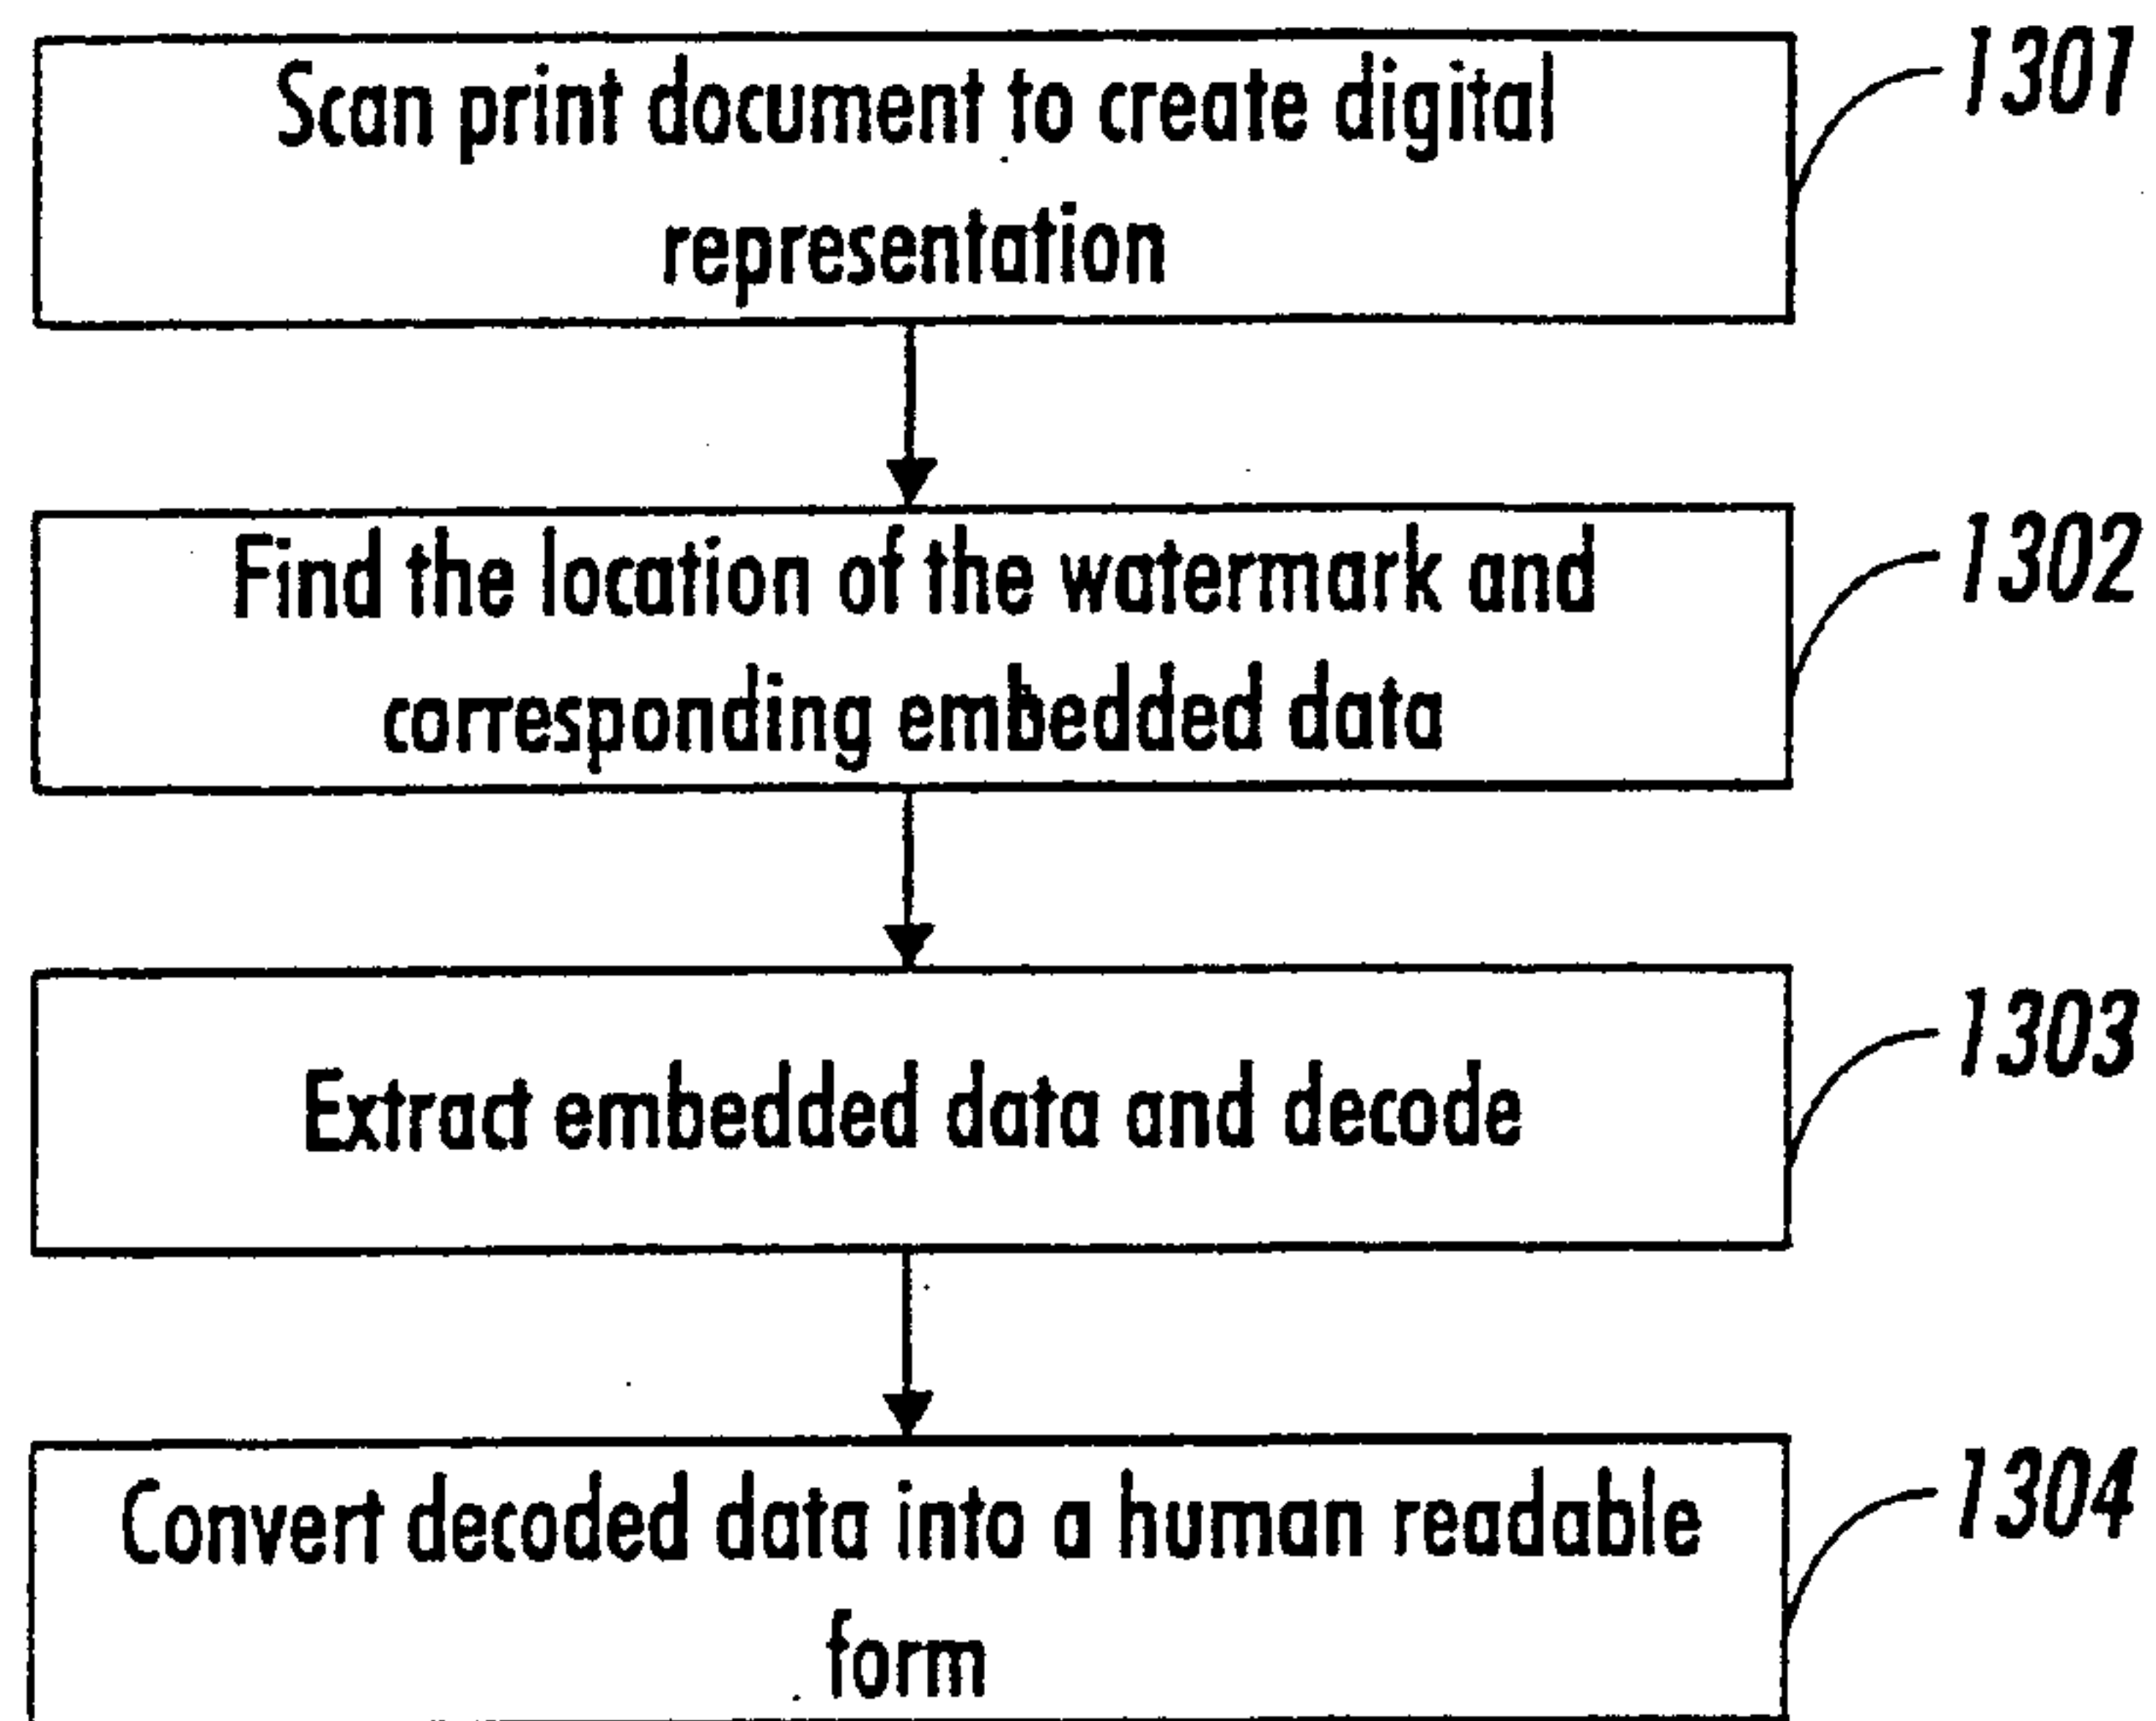 Scan print document to create digital
representation
1301
Find the location of the watermark and
corresponding embedded data
1302
Extract embedded data and decode
1303
Convert decoded data into a human readable
form
1304